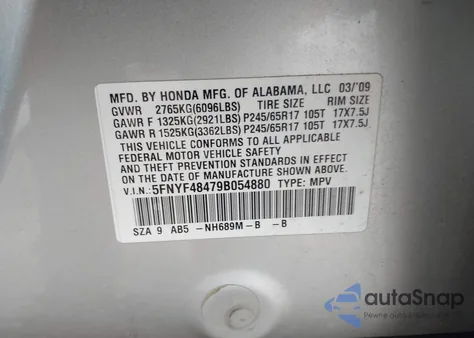 MFD. BY HONDA MFG. OF ALABAMA, LLC 03/'09
GVWR 2765KG(6096LBS) TIRE SIZE RIM SIZE
GAWR F 1325KG(2921LBS) P245/65R17 105T 17X7.5J
GAWR R 1525KG(3362LBS) P245/65R17 105T 17X7.5J
THIS VEHICLE CONFORMS TO ALL APPLICABLE
FEDERAL MOTOR VEHICLE SAFETY STANDARDS IN
EFFECT ON THE DATE OF MANUFACTURE SHOWN ABOVE.
V.I.N.: 5FNYF48479B054880 TYPE: MPV
SZA 9 AB5 -NH689M-B -B
autoSnap
Pewne auto